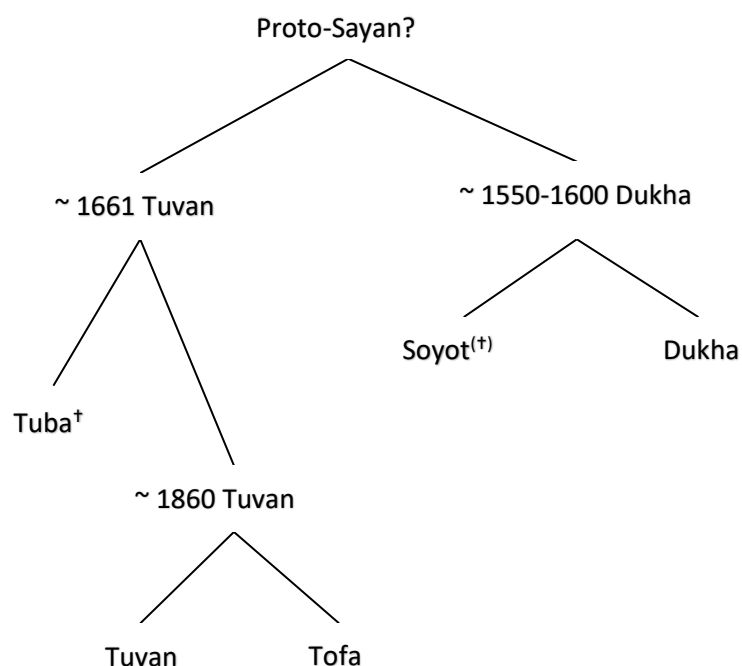 Proto-Sayan?
~ 1661 Tuvan
~ 1550-1600 Dukha
Soyot⁽†⁾
Dukha
Tuba†
~ 1860 Tuvan
Tuvan
Tofa